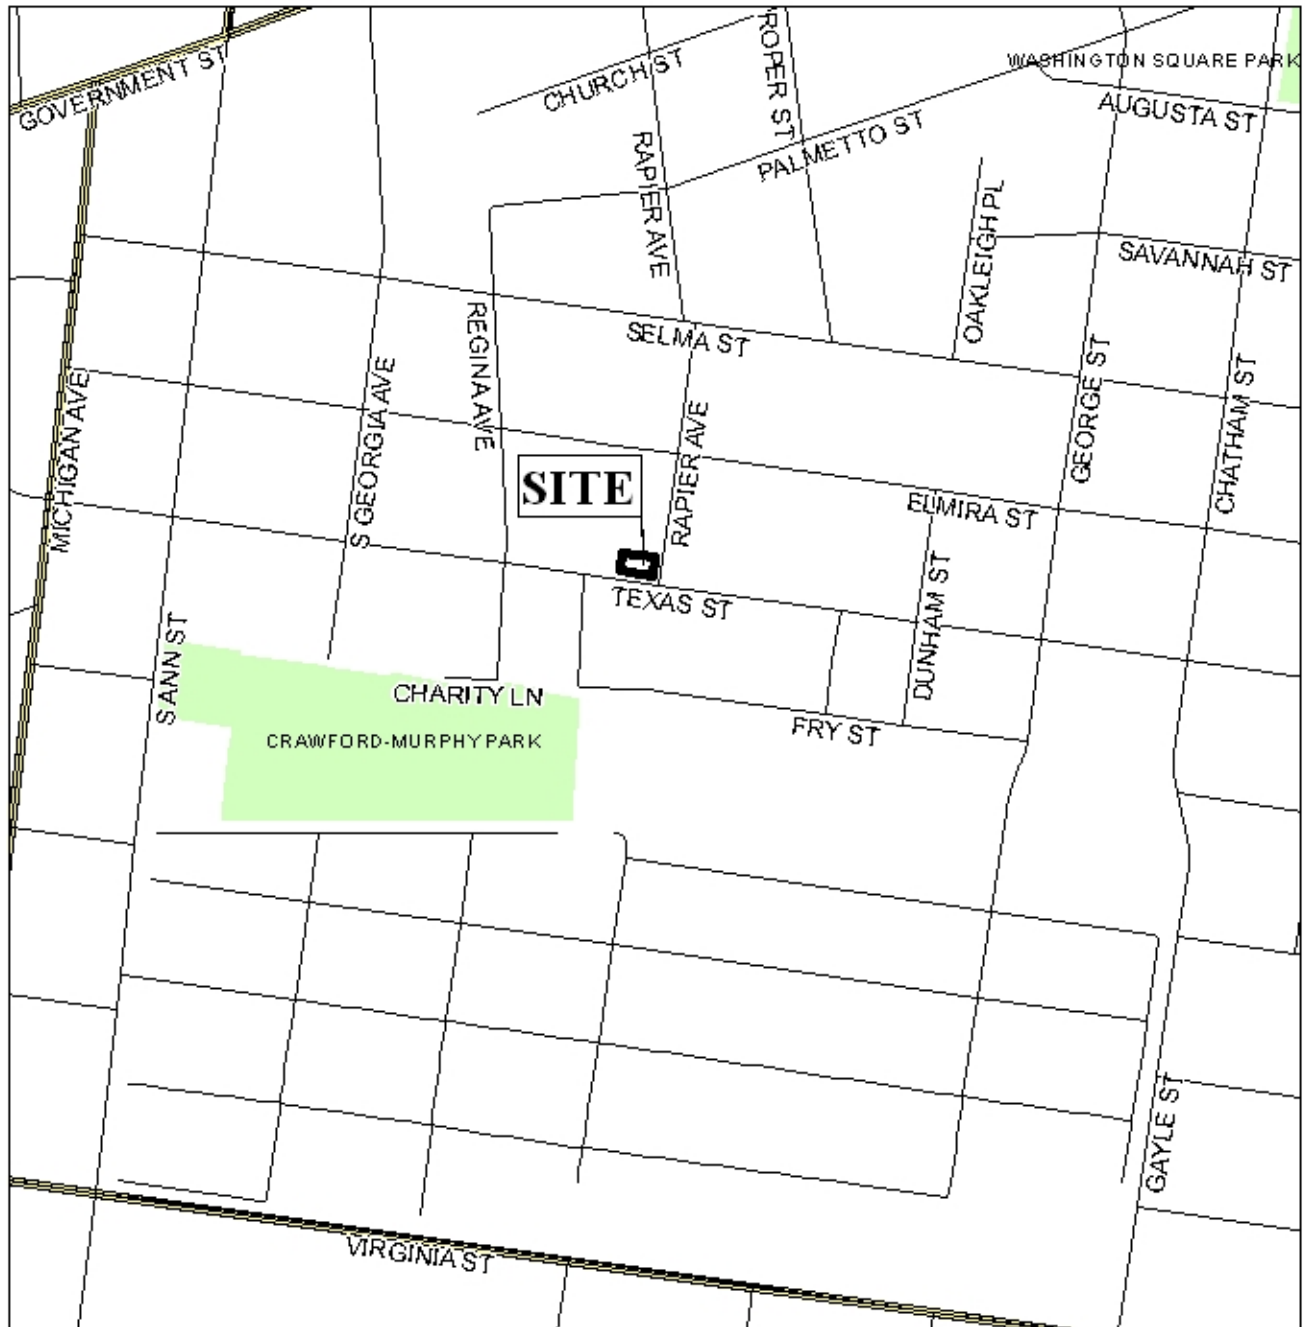 GOVERNMENT ST
CHURCH ST
ROPER ST
WASHINGTON SQUARE PARK
AUGUSTA ST
PALMETTO ST
RAPIER AVE
OAKLEIGH PL
SAVANNAH ST
SELMA ST
REGINA AVE
MICHIGAN AVE
S GEORGIA AVE
GEORGE ST
CHATHAM ST
RAPIER AVE
SITE
ELMIRA ST
TEXAS ST
DUNHAM ST
S ANN ST
CHARITY LN
FRY ST
CRAWFORD-MURPHY PARK
GAYLE ST
VIRGINIA ST